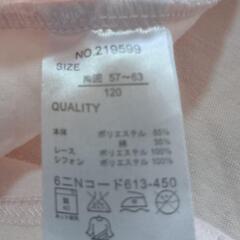 NO.219599
SIZE
胸囲 57〜63
120
QUALITY
本体 ポリエステル 65%
綿 35%
レース ポリエステル 100%
シフォン ポリエステル 100%
6ニNコード613-450